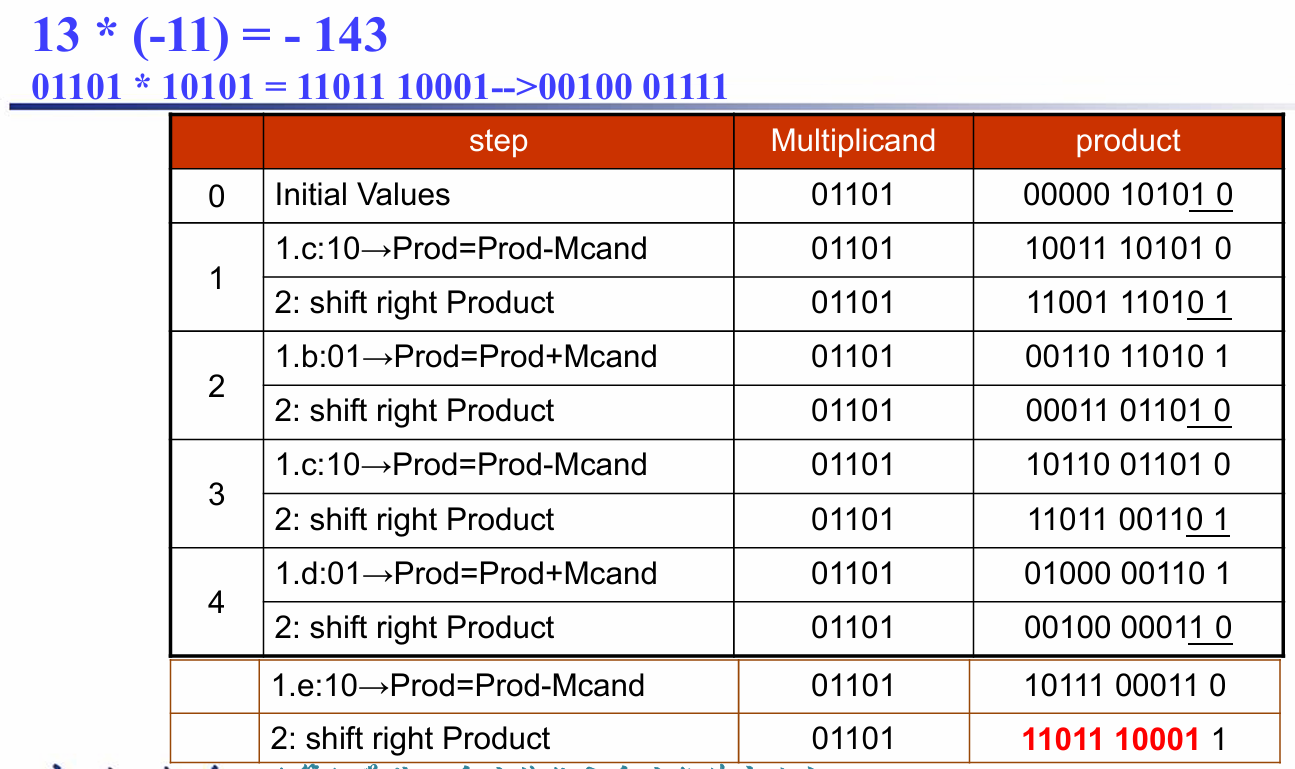 13 * (-11) = - 143
01101 * 10101 = 11011 10001-->00100 01111
step Multiplicand product
0 Initial Values 01101 00000 10101 0
1 1.c:10→Prod=Prod-Mcand 01101 10011 10101 0
2: shift right Product 01101 11001 11010 1
2 1.b:01→Prod=Prod+Mcand 01101 00110 11010 1
2: shift right Product 01101 00011 01101 0
3 1.c:10→Prod=Prod-Mcand 01101 10110 01101 0
2: shift right Product 01101 11011 00110 1
4 1.d:01→Prod=Prod+Mcand 01101 01000 00110 1
2: shift right Product 01101 00100 00011 0
1.e:10→Prod=Prod-Mcand 01101 10111 00011 0
2: shift right Product 01101 11011 10001 1